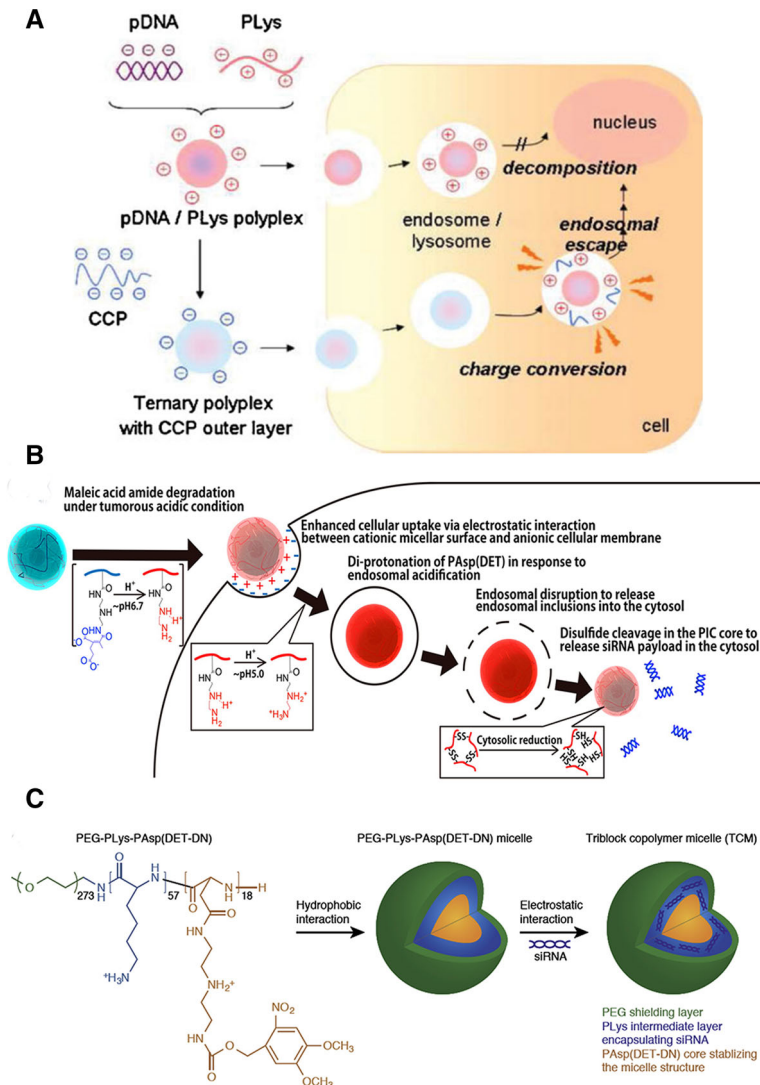 A
pDNA
PLys
pDNA / PLys polyplex
CCP
Ternary polyplex
with CCP outer layer
endosome /
lysosome
nucleus
decomposition
endosomal
escape
charge conversion
cell
B
Maleic acid amide degradation
under tumorous acidic condition
H+
~pH6.7
Enhanced cellular uptake via electrostatic interaction
between cationic micellar surface and anionic cellular membrane
Di-protonation of PAsp(DET) in response to
endosomal acidification
H+
~pH5.0
Endosomal disruption to release
endosomal inclusions into the cytosol
Disulfide cleavage in the PIC core to
release siRNA payload in the cytosol
Cytosolic reduction
C
PEG-PLys-PAsp(DET-DN)
273
57
18
+H3N
NH2+
NO2
OCH3
OCH3
Hydrophobic
interaction
PEG-PLys-PAsp(DET-DN) micelle
Electrostatic
interaction
siRNA
Triblock copolymer micelle (TCM)
PEG shielding layer
PLys intermediate layer
encapsulating siRNA
PAsp(DET-DN) core stablizing
the micelle structure